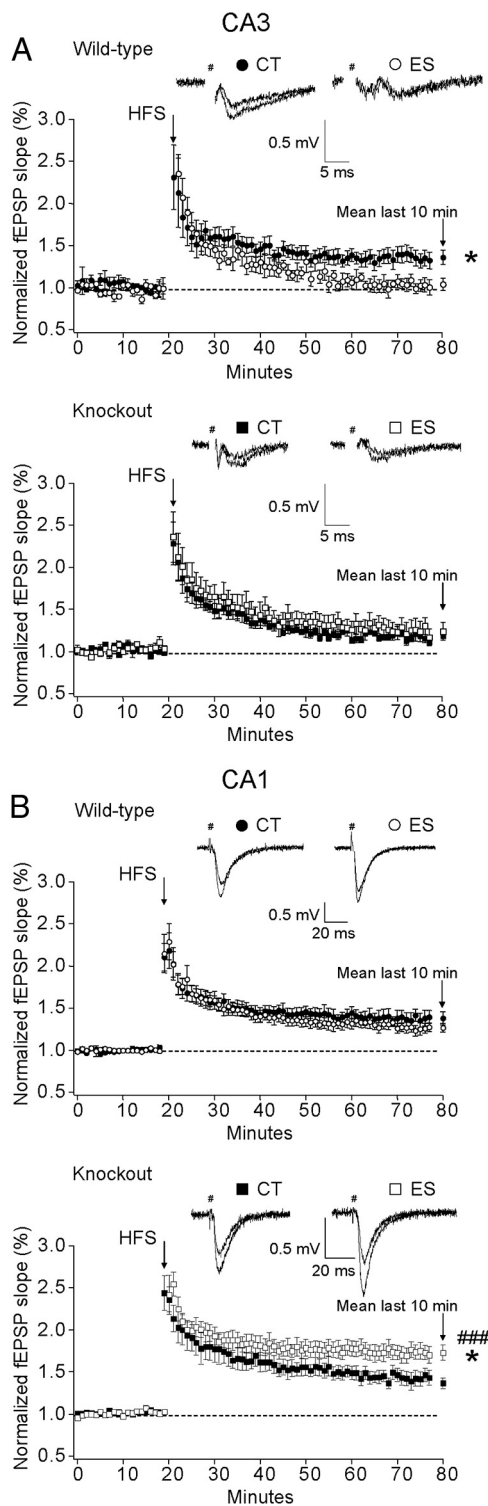 CA3
A
Wild-type
# CT # ES
HFS
0.5 mV
5 ms
Mean last 10 min
*
Normalized fEPSP slope (%)
3.0
2.5
2.0
1.5
1.0
0.5
0 10 20 30 40 50 60 70 80
Minutes
Knockout
# CT # ES
HFS
0.5 mV
5 ms
Mean last 10 min
Normalized fEPSP slope (%)
3.0
2.5
2.0
1.5
1.0
0.5
0 10 20 30 40 50 60 70 80
Minutes
CA1
B
Wild-type
# CT # ES
HFS
0.5 mV
20 ms
Mean last 10 min
Normalized fEPSP slope (%)
3.0
2.5
2.0
1.5
1.0
0.5
0 10 20 30 40 50 60 70 80
Minutes
Knockout
# CT # ES
HFS
0.5 mV
20 ms
Mean last 10 min
###
*
Normalized fEPSP slope (%)
3.0
2.5
2.0
1.5
1.0
0.5
0 10 20 30 40 50 60 70 80
Minutes